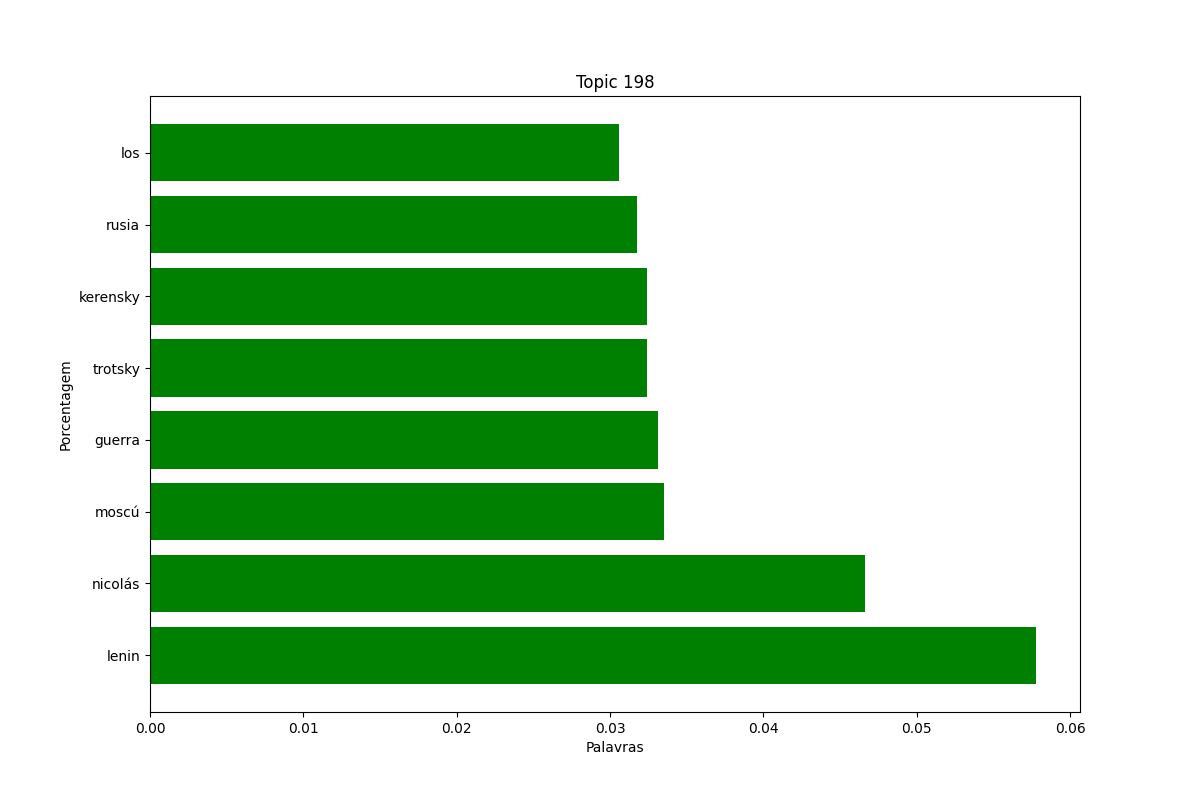 Topic 198
los
rusia
kerensky
trotsky
guerra
moscú
nicolás
lenin
Porcentagem
0.00 0.01 0.02 0.03 0.04 0.05 0.06
Palavras